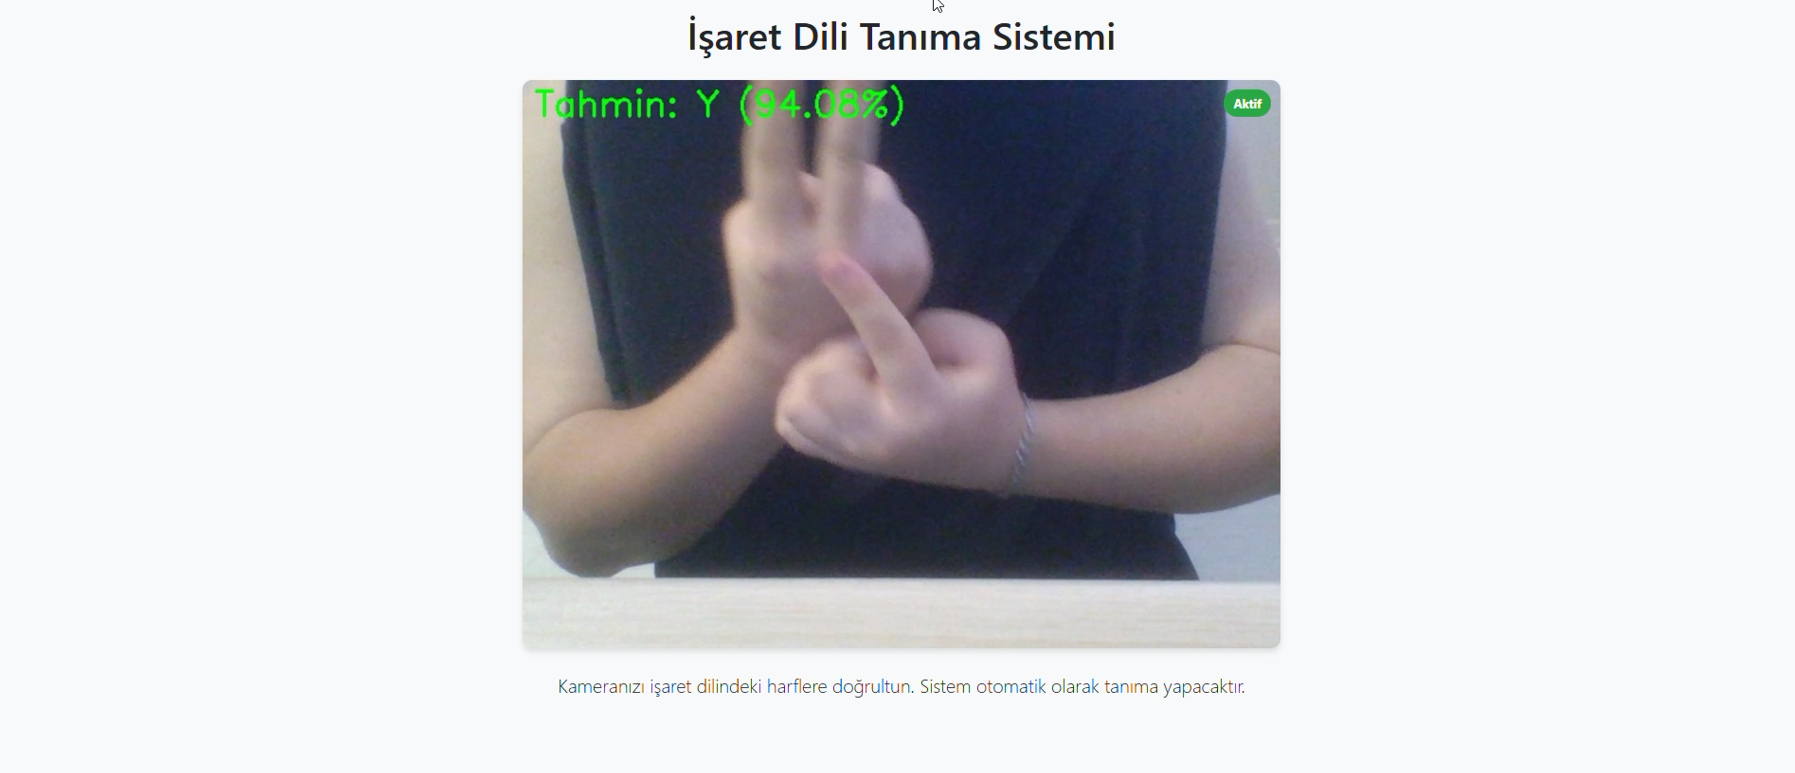 İşaret Dili Tanıma Sistemi
Tahmin: Y (94.08%)
Aktif
Kameranızı işaret dilindeki harflere doğrultun. Sistem otomatik olarak tanıma yapacaktır.